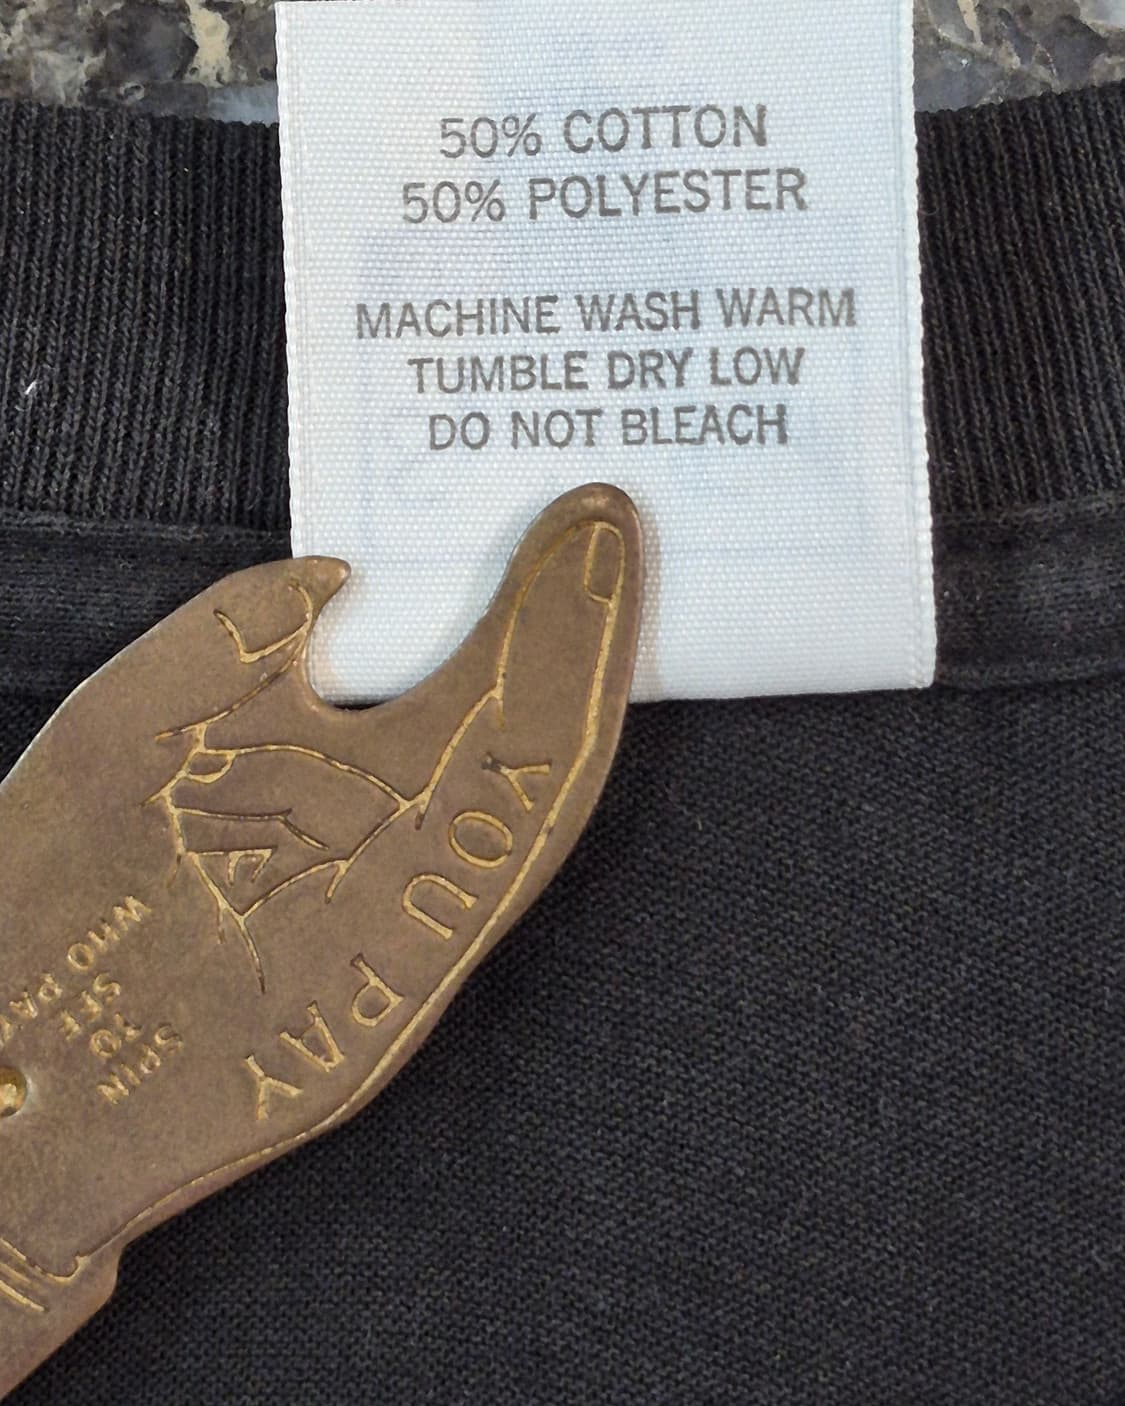 50% COTTON
50% POLYESTER
MACHINE WASH WARM
TUMBLE DRY LOW
DO NOT BLEACH
YOU PAY
SPIN
TO
SEE
WHO